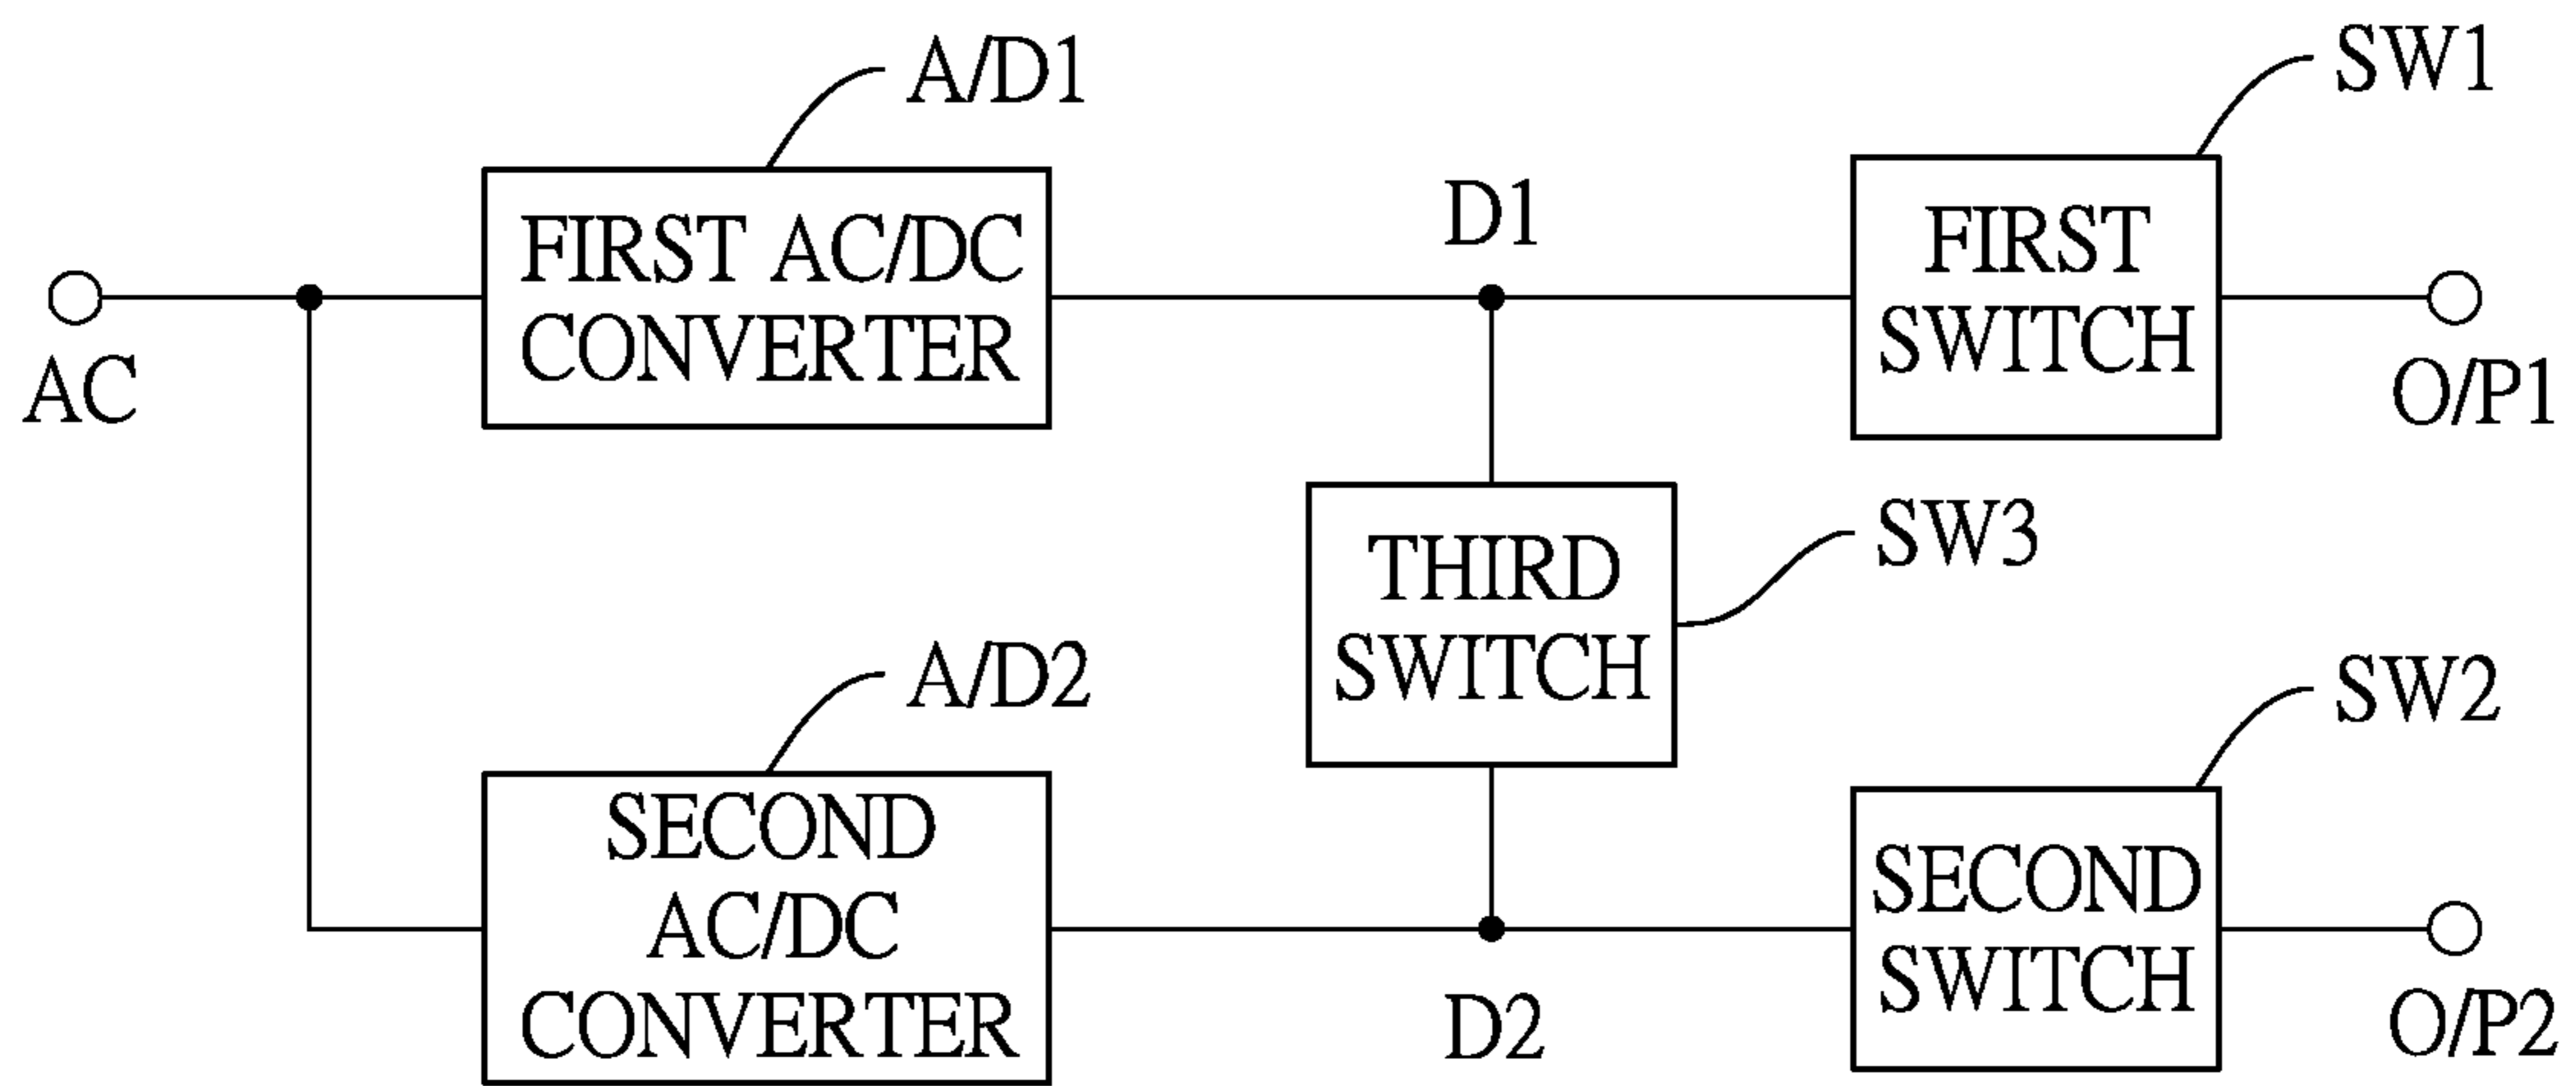 A/D1
SW1
FIRST AC/DC
CONVERTER
D1
FIRST
SWITCH
AC
O/P1
THIRD
SWITCH
SW3
A/D2
SW2
SECOND
AC/DC
CONVERTER
D2
SECOND
SWITCH
O/P2